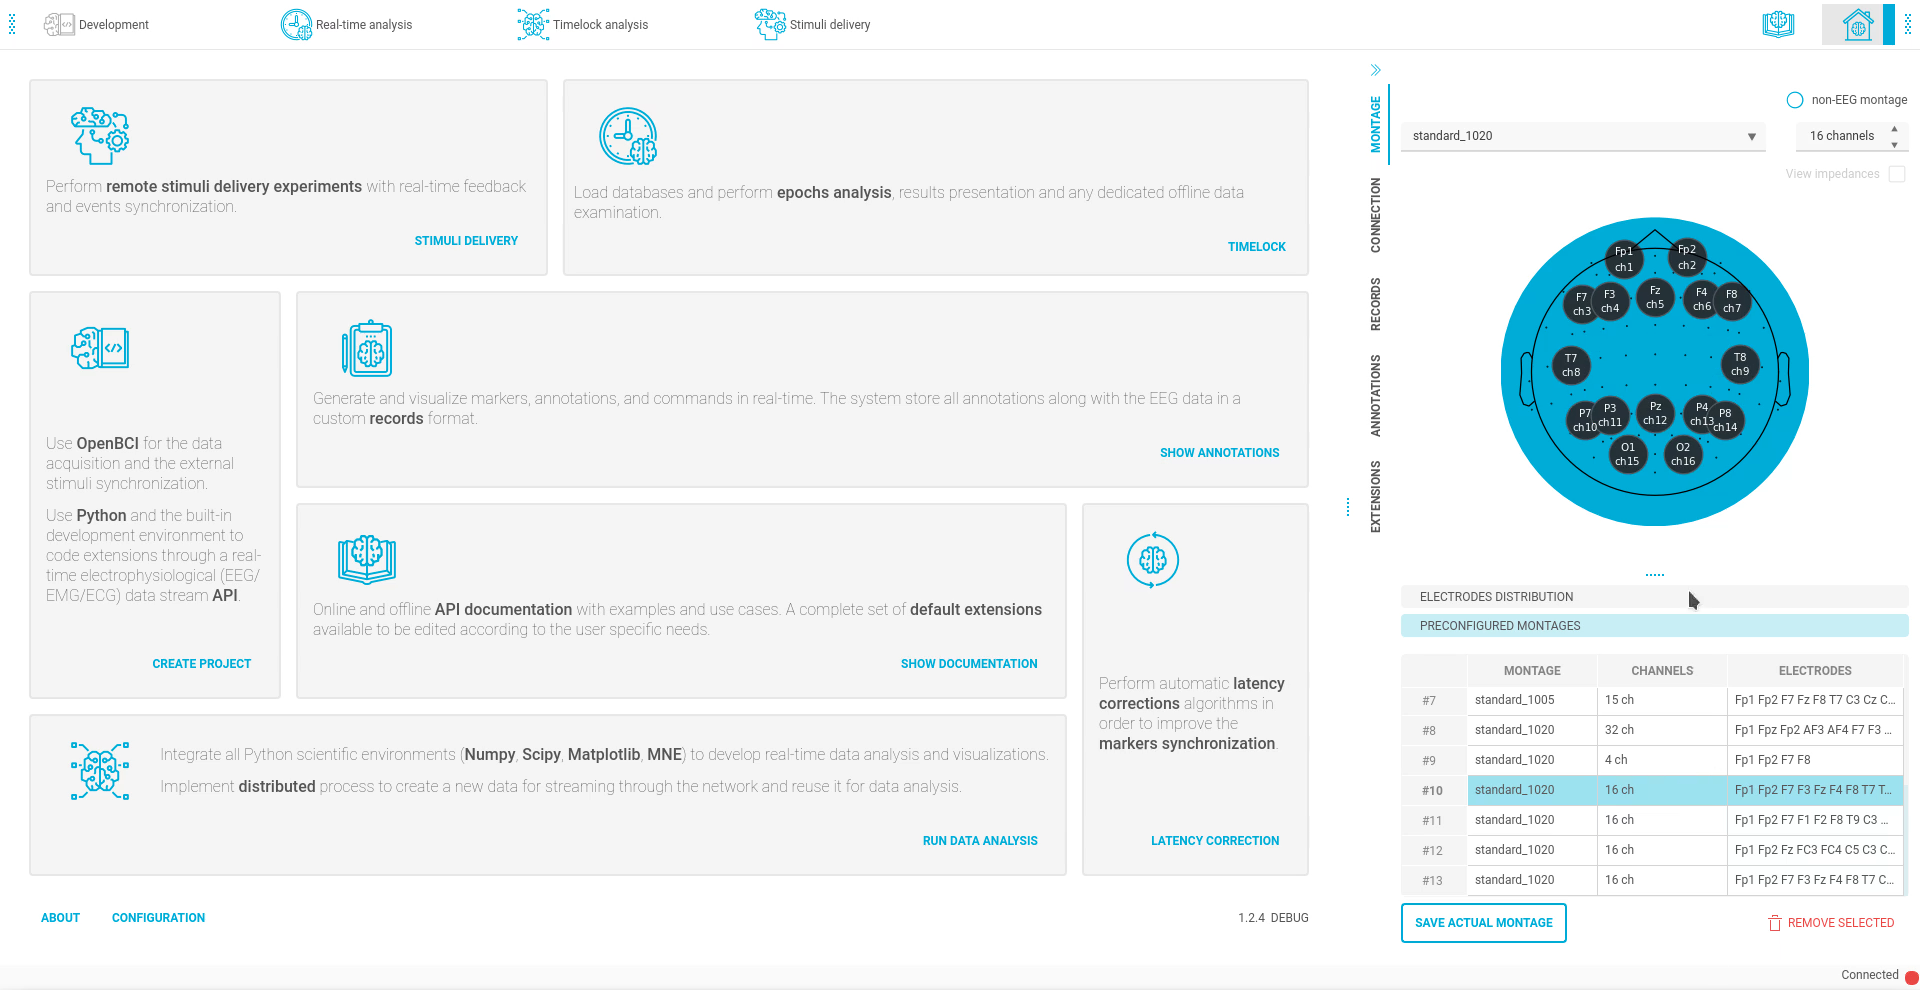 Development
Real-time analysis
Timelock analysis
Stimuli delivery
Perform remote stimuli delivery experiments with real-time feedback
and events synchronization.
STIMULI DELIVERY
Load databases and perform epochs analysis, results presentation and any dedicated offline data
examination.
TIMELOCK
Use OpenBCI for the data
acquisition and the external
stimuli synchronization.
Use Python and the built-in
development environment to
code extensions through a real-
time electrophysiological (EEG/
EMG/ECG) data stream API.
CREATE PROJECT
Generate and visualize markers, annotations, and commands in real-time. The system store all annotations along with the EEG data in a
custom records format.
SHOW ANNOTATIONS
Online and offline API documentation with examples and use cases. A complete set of default extensions
available to be edited according to the user specific needs.
SHOW DOCUMENTATION
Perform automatic latency
corrections algorithms in
order to improve the
markers synchronization.
LATENCY CORRECTION
Integrate all Python scientific environments (Numpy, Scipy, Matplotlib, MNE) to develop real-time data analysis and visualizations.
Implement distributed process to create a new data for streaming through the network and reuse it for data analysis.
RUN DATA ANALYSIS
ABOUT
CONFIGURATION
1.2.4 DEBUG
MONTAGE
CONNECTION
RECORDS
ANNOTATIONS
EXTENSIONS
non-EEG montage
standard_1020
16 channels
View impedances
Fp1
ch1
Fp2
ch2
F7
ch3
F3
ch4
Fz
ch5
F4
ch6
F8
ch7
T7
ch8
T8
ch9
P7
ch10
P3
ch11
Pz
ch12
P4
ch13
P8
ch14
O1
ch15
O2
ch16
ELECTRODES DISTRIBUTION
PRECONFIGURED MONTAGES
MONTAGE CHANNELS ELECTRODES
#7 standard_1005 15 ch Fp1 Fp2 F7 Fz F8 T7 C3 Cz C...
#8 standard_1020 32 ch Fp1 Fpz Fp2 AF3 AF4 F7 F3 ...
#9 standard_1020 4 ch Fp1 Fp2 F7 F8
#10 standard_1020 16 ch Fp1 Fp2 F7 F3 Fz F4 F8 T7 T...
#11 standard_1020 16 ch Fp1 Fp2 F7 F1 F2 F8 T9 C3 ...
#12 standard_1020 16 ch Fp1 Fp2 Fz FC3 FC4 C5 C3 C...
#13 standard_1020 16 ch Fp1 Fp2 F7 F3 Fz F4 F8 T7 C...
SAVE ACTUAL MONTAGE
REMOVE SELECTED
Connected